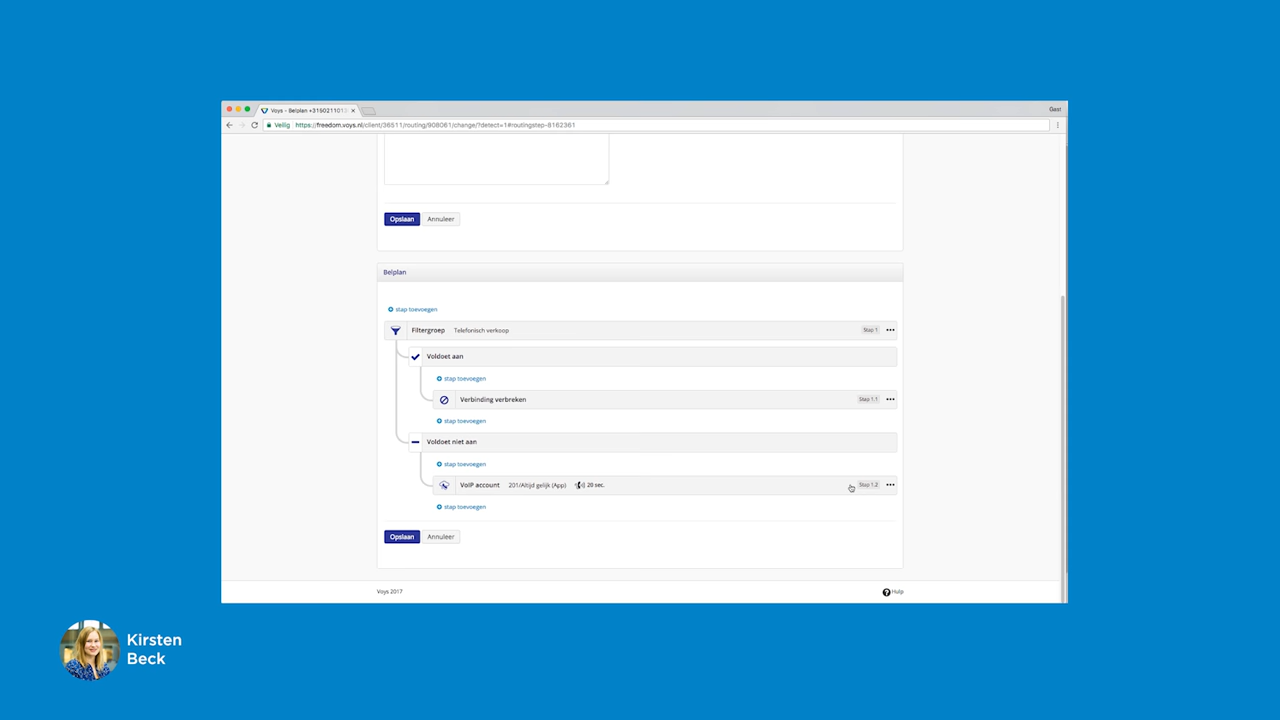 Voys - Belplan +3150211013
Gast
Veilig https://freedom.voys.nl/client/36511/routing/908061/change/?detect=1#routingstep-8162361
Opslaan Annuleer
Belplan
stap toevoegen
Filtergroep Telefonisch verkoop Stap 1
Voldoet aan
stap toevoegen
Verbinding verbreken Stap 1.1
stap toevoegen
Voldoet niet aan
stap toevoegen
VoIP account 201/Altijd gelijk (App) 20 sec. Stap 1.2
stap toevoegen
Opslaan Annuleer
Voys 2017 Hulp
Kirsten
Beck